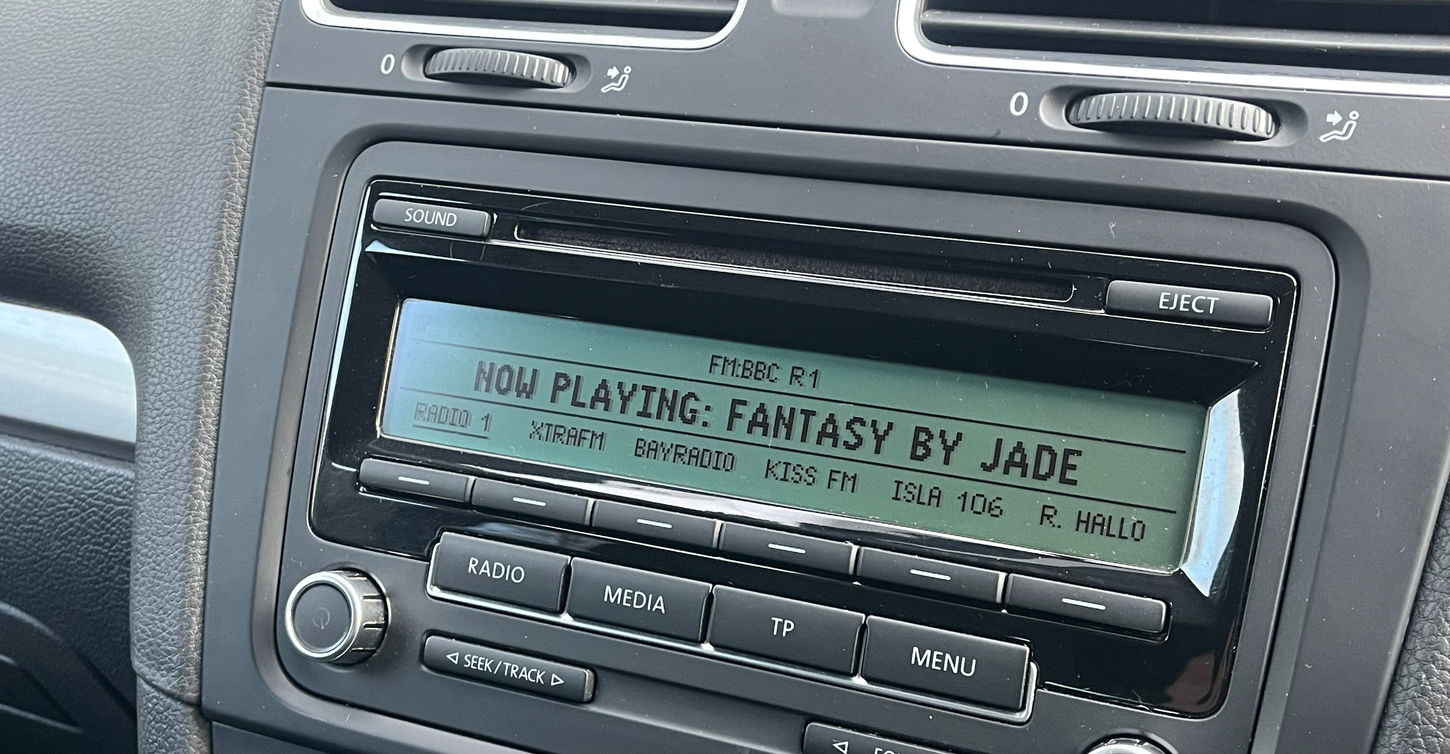 0
0
SOUND
EJECT
FM:BBC R1
NOW PLAYING: FANTASY BY JADE
RADIO 1 XTRAFM BAYRADIO KISS FM ISLA 106 R. HALLO
RADIO MEDIA TP MENU
SEEK/TRACK